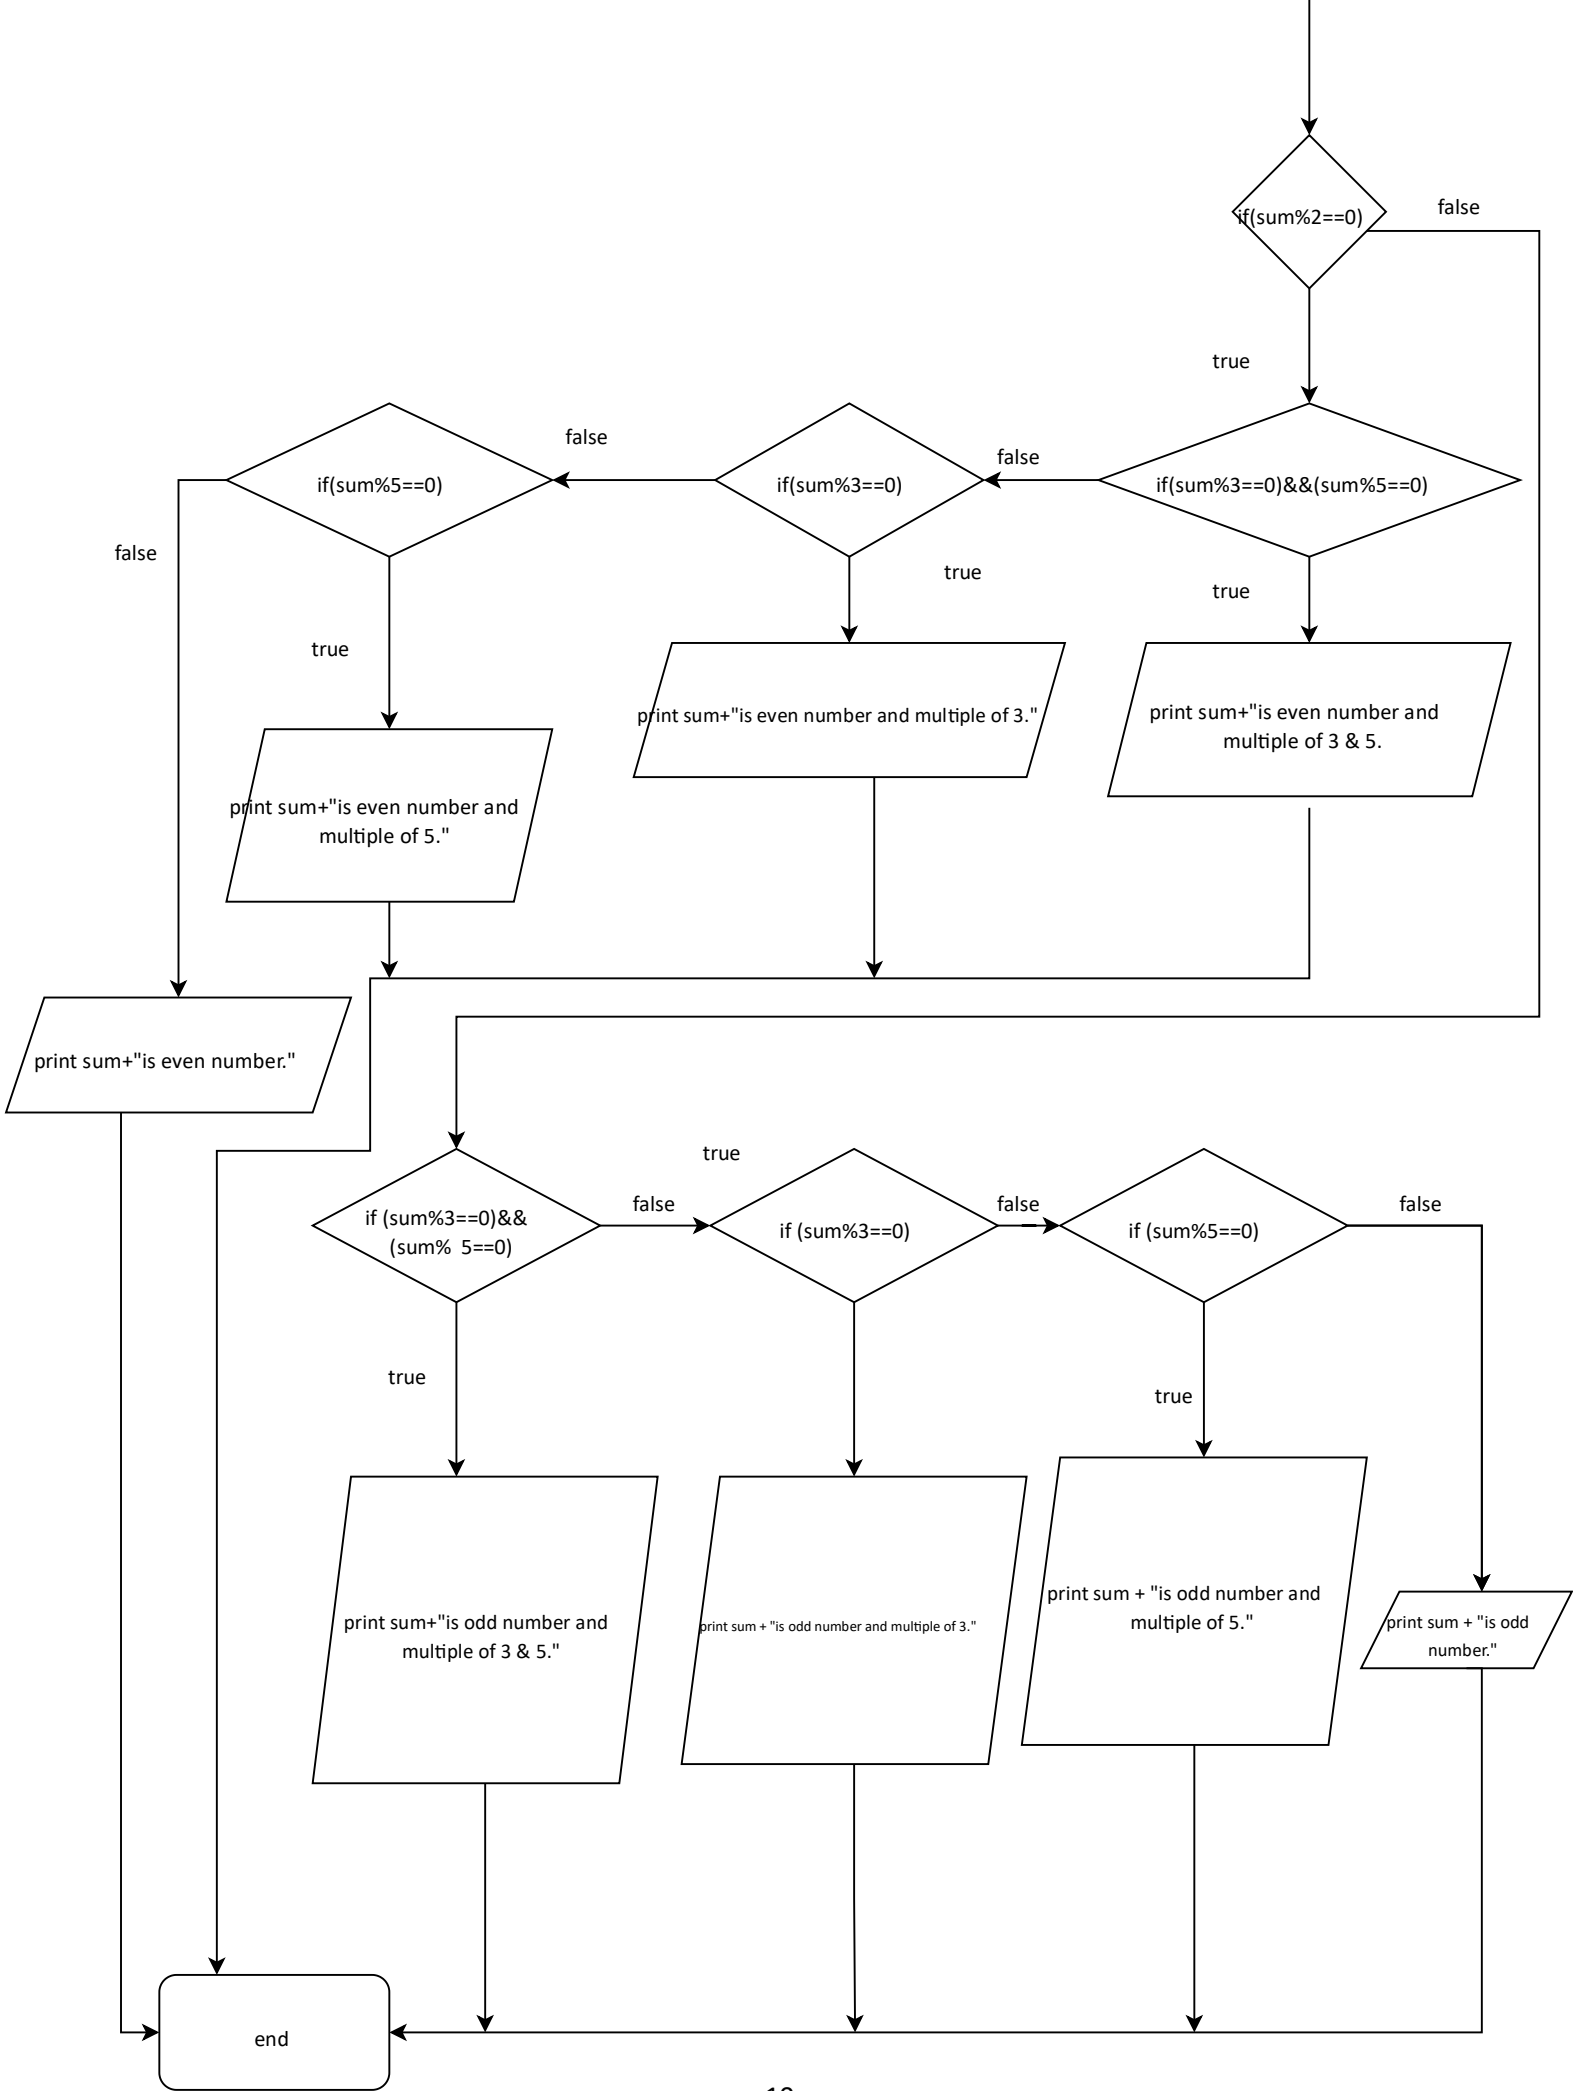 if(sum%2==0)
false
true
if(sum%5==0)
false
if(sum%3==0)
false
if(sum%3==0)&&(sum%5==0)
false
true
true
true
print sum+"is even number and
multiple of 5."
print sum+"is even number and multiple of 3."
print sum+"is even number and
multiple of 3 & 5.
print sum+"is even number."
if (sum%3==0)&&
(sum% 5==0)
false
true
if (sum%3==0)
false
if (sum%5==0)
false
true
true
print sum+"is odd number and
multiple of 3 & 5."
print sum + "is odd number and multiple of 3."
print sum + "is odd number and
multiple of 5."
print sum + "is odd
number."
end